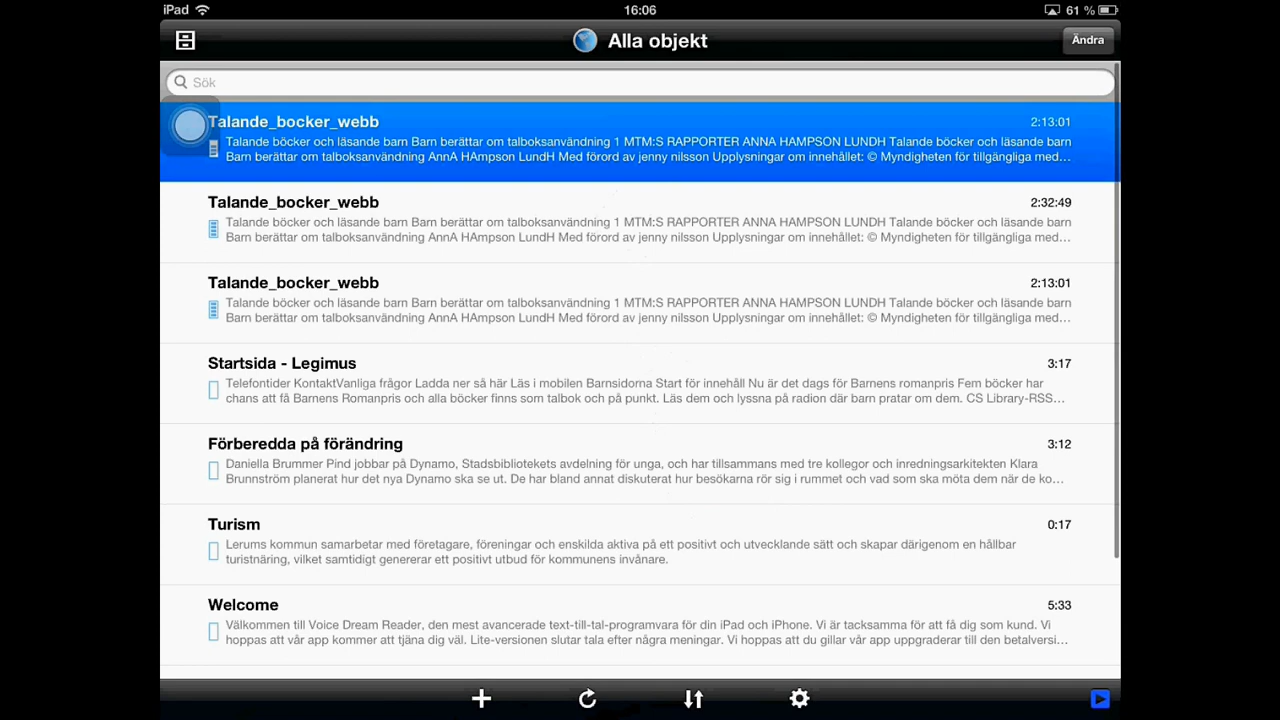 iPad 16:06 61 %
Alla objekt Ändra
Sök
Talande_bocker_webb 2:13:01
Talande böcker och läsande barn Barn berättar om talboksanvändning 1 MTM:S RAPPORTER ANNA HAMPSON LUNDH Talande böcker och läsande barn
Barn berättar om talboksanvändning AnnA HAmpson LundH Med förord av jenny nilsson Upplysningar om innehållet: © Myndigheten för tillgängliga med...
Talande_bocker_webb 2:32:49
Talande böcker och läsande barn Barn berättar om talboksanvändning 1 MTM:S RAPPORTER ANNA HAMPSON LUNDH Talande böcker och läsande barn
Barn berättar om talboksanvändning AnnA HAmpson LundH Med förord av jenny nilsson Upplysningar om innehållet: © Myndigheten för tillgängliga med...
Talande_bocker_webb 2:13:01
Talande böcker och läsande barn Barn berättar om talboksanvändning 1 MTM:S RAPPORTER ANNA HAMPSON LUNDH Talande böcker och läsande barn
Barn berättar om talboksanvändning AnnA HAmpson LundH Med förord av jenny nilsson Upplysningar om innehållet: © Myndigheten för tillgängliga med...
Startsida - Legimus 3:17
Telefontider KontaktVanliga frågor Ladda ner så här Läs i mobilen Barnsidorna Start för innehåll Nu är det dags för Barnens romanpris Fem böcker har
chans att få Barnens Romanpris och alla böcker finns som talbok och på punkt. Läs dem och lyssna på radion där barn pratar om dem. CS Library-RSS...
Förberedda på förändring 3:12
Daniella Brummer Pind jobbar på Dynamo, Stadsbibliotekets avdelning för unga, och har tillsammans med tre kollegor och inredningsarkitekten Klara
Brunnström planerat hur det nya Dynamo ska se ut. De har bland annat diskuterat hur besökarna rör sig i rummet och vad som ska möta dem när de ko...
Turism 0:17
Lerums kommun samarbetar med företagare, föreningar och enskilda aktiva på ett positivt och utvecklande sätt och skapar därigenom en hållbar
turistnäring, vilket samtidigt genererar ett positivt utbud för kommunens invånare.
Welcome 5:33
Välkommen till Voice Dream Reader, den mest avancerade text-till-tal-programvara för din iPad och iPhone. Vi är tacksamma för att få dig som kund. Vi
hoppas att vår app kommer att tjäna dig väl. Lite-versionen slutar tala efter några meningar. Vi hoppas att du gillar vår app uppgraderar till den betalversi...